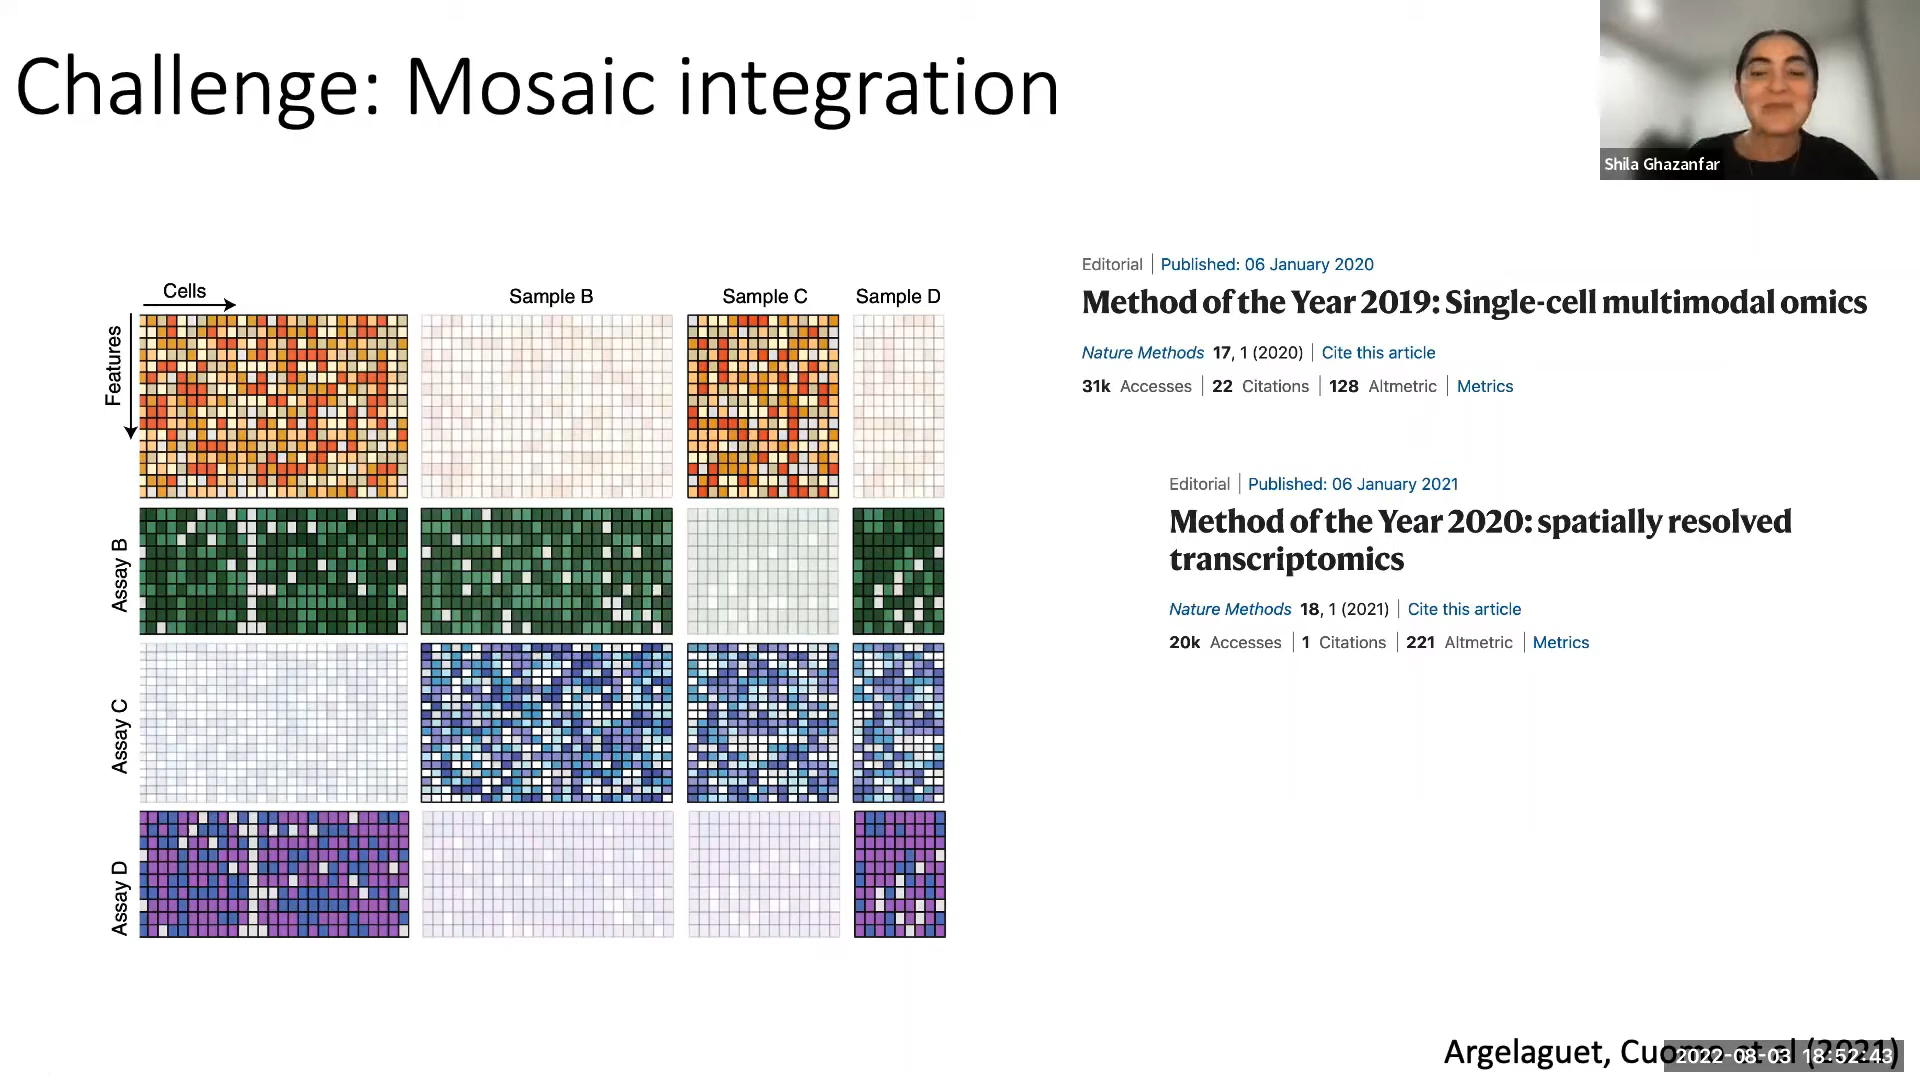 Challenge: Mosaic integration
Shila Ghazanfar
Cells
Sample B
Sample C
Sample D
Features
Assay B
Assay C
Assay D
Editorial | Published: 06 January 2020
Method of the Year 2019: Single-cell multimodal omics
Nature Methods 17, 1 (2020) | Cite this article
31k Accesses | 22 Citations | 128 Altmetric | Metrics
Editorial | Published: 06 January 2021
Method of the Year 2020: spatially resolved
transcriptomics
Nature Methods 18, 1 (2021) | Cite this article
20k Accesses | 1 Citations | 221 Altmetric | Metrics
Argelaguet, Cuomo et al (2021)
2022-08-03 18:52:43